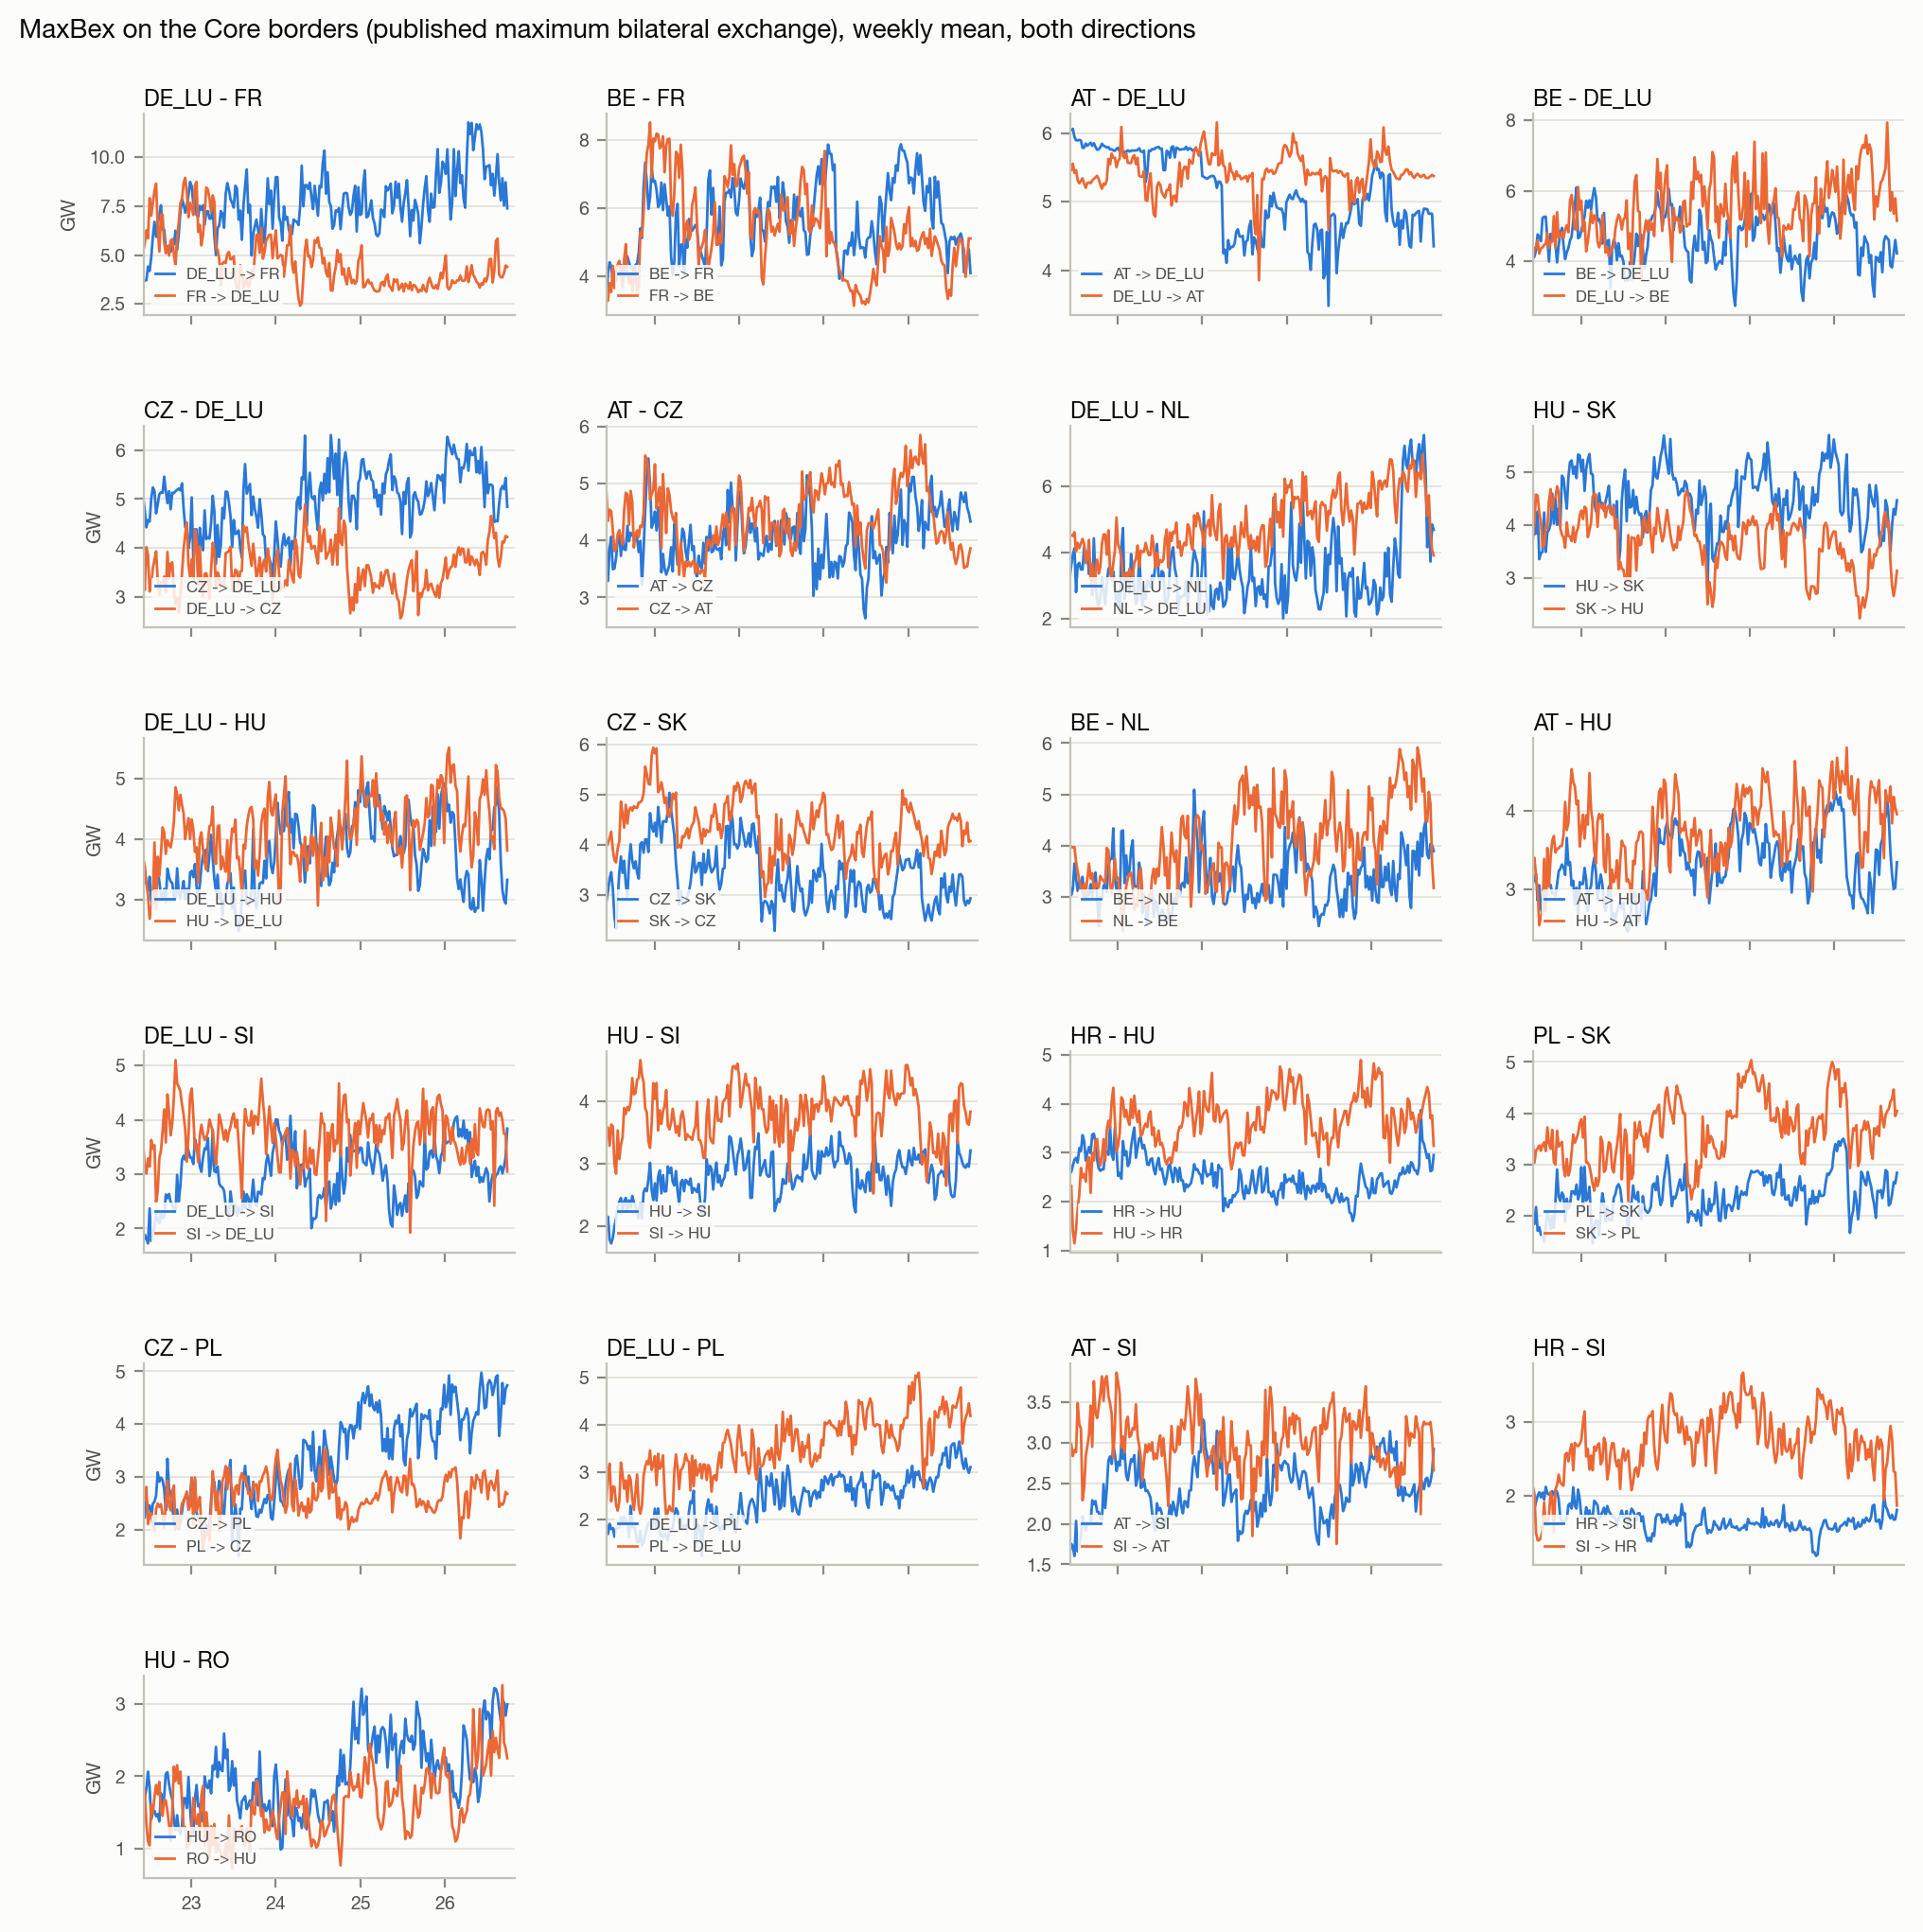 MaxBex on the Core borders (published maximum bilateral exchange), weekly mean, both directions
DE_LU - FR
GW
10.0
7.5
5.0
2.5
DE_LU -> FR
FR -> DE_LU
BE - FR
8
6
4
BE -> FR
FR -> BE
AT - DE_LU
6
5
4
AT -> DE_LU
DE_LU -> AT
BE - DE_LU
8
6
4
BE -> DE_LU
DE_LU -> BE
CZ - DE_LU
GW
6
5
4
3
CZ -> DE_LU
DE_LU -> CZ
AT - CZ
6
5
4
3
AT -> CZ
CZ -> AT
DE_LU - NL
6
4
2
DE_LU -> NL
NL -> DE_LU
HU - SK
5
4
3
HU -> SK
SK -> HU
DE_LU - HU
GW
5
4
3
DE_LU -> HU
HU -> DE_LU
CZ - SK
6
5
4
3
CZ -> SK
SK -> CZ
BE - NL
6
5
4
3
BE -> NL
NL -> BE
AT - HU
4
3
AT -> HU
HU -> AT
DE_LU - SI
GW
5
4
3
2
DE_LU -> SI
SI -> DE_LU
HU - SI
4
3
2
HU -> SI
SI -> HU
HR - HU
5
4
3
2
1
HR -> HU
HU -> HR
PL - SK
5
4
3
2
PL -> SK
SK -> PL
CZ - PL
GW
5
4
3
2
CZ -> PL
PL -> CZ
DE_LU - PL
5
4
3
2
DE_LU -> PL
PL -> DE_LU
AT - SI
3.5
3.0
2.5
2.0
1.5
AT -> SI
SI -> AT
HR - SI
3
2
HR -> SI
SI -> HR
HU - RO
GW
3
2
1
HU -> RO
RO -> HU
23 24 25 26